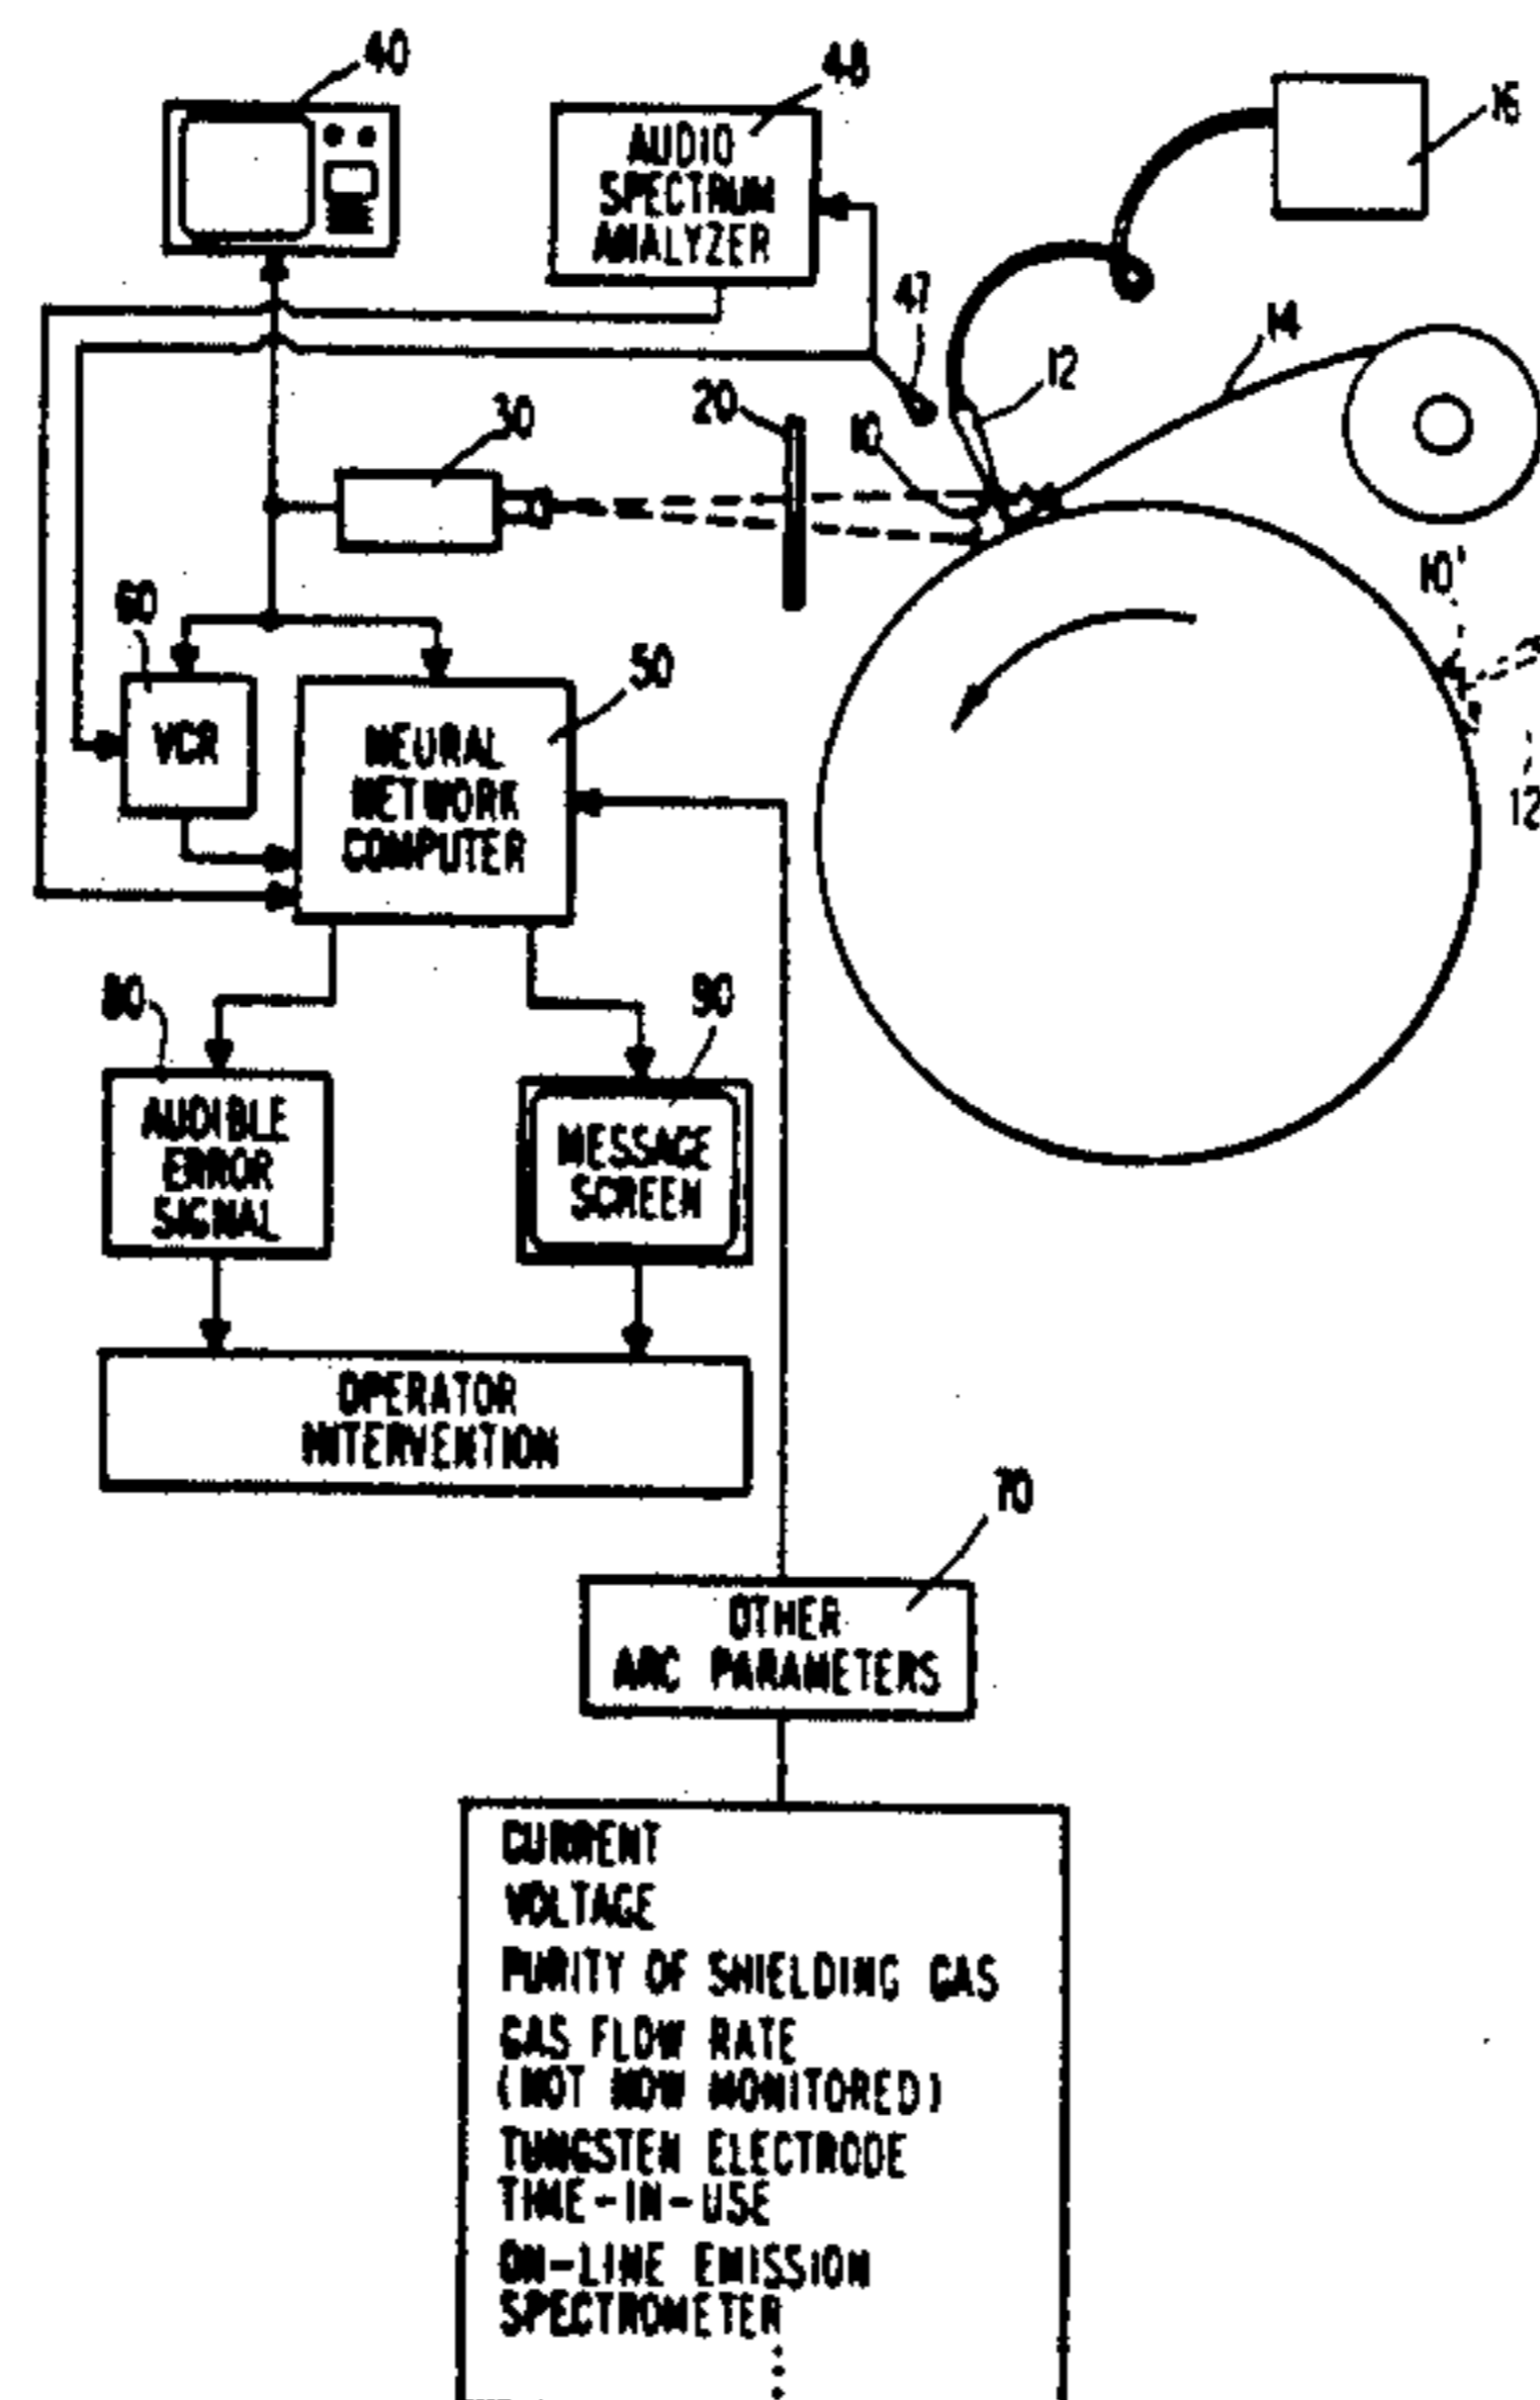 40
48
AUDIO
SPECTRUM
ANALYZER
47
12
14
30
20
10
10'
12
50
VCR
NEURAL
NETWORK
COMPUTER
80
90
AUDIBLE
ERROR
SIGNAL
MESSAGE
SCREEN
OPERATOR
INTERVENTION
70
OTHER
ARC PARAMETERS
CURRENT
VOLTAGE
PURITY OF SHIELDING GAS
GAS FLOW RATE
(NOT NOW MONITORED)
TUNGSTEN ELECTRODE
TIME-IN-USE
ON-LINE EMISSION
SPECTROMETER